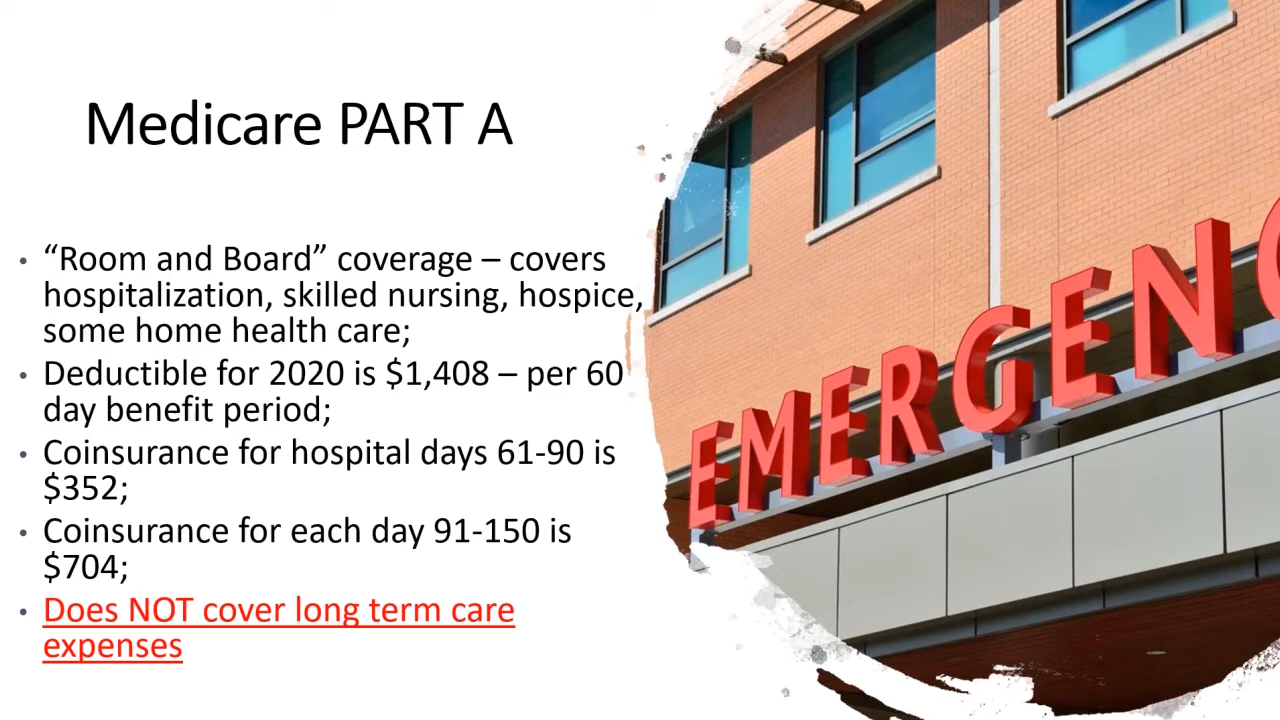 Medicare PART A
• “Room and Board” coverage – covers
hospitalization, skilled nursing, hospice,
some home health care;
• Deductible for 2020 is $1,408 – per 60
day benefit period;
• Coinsurance for hospital days 61-90 is
$352;
• Coinsurance for each day 91-150 is
$704;
• Does NOT cover long term care
expenses
EMERGENC